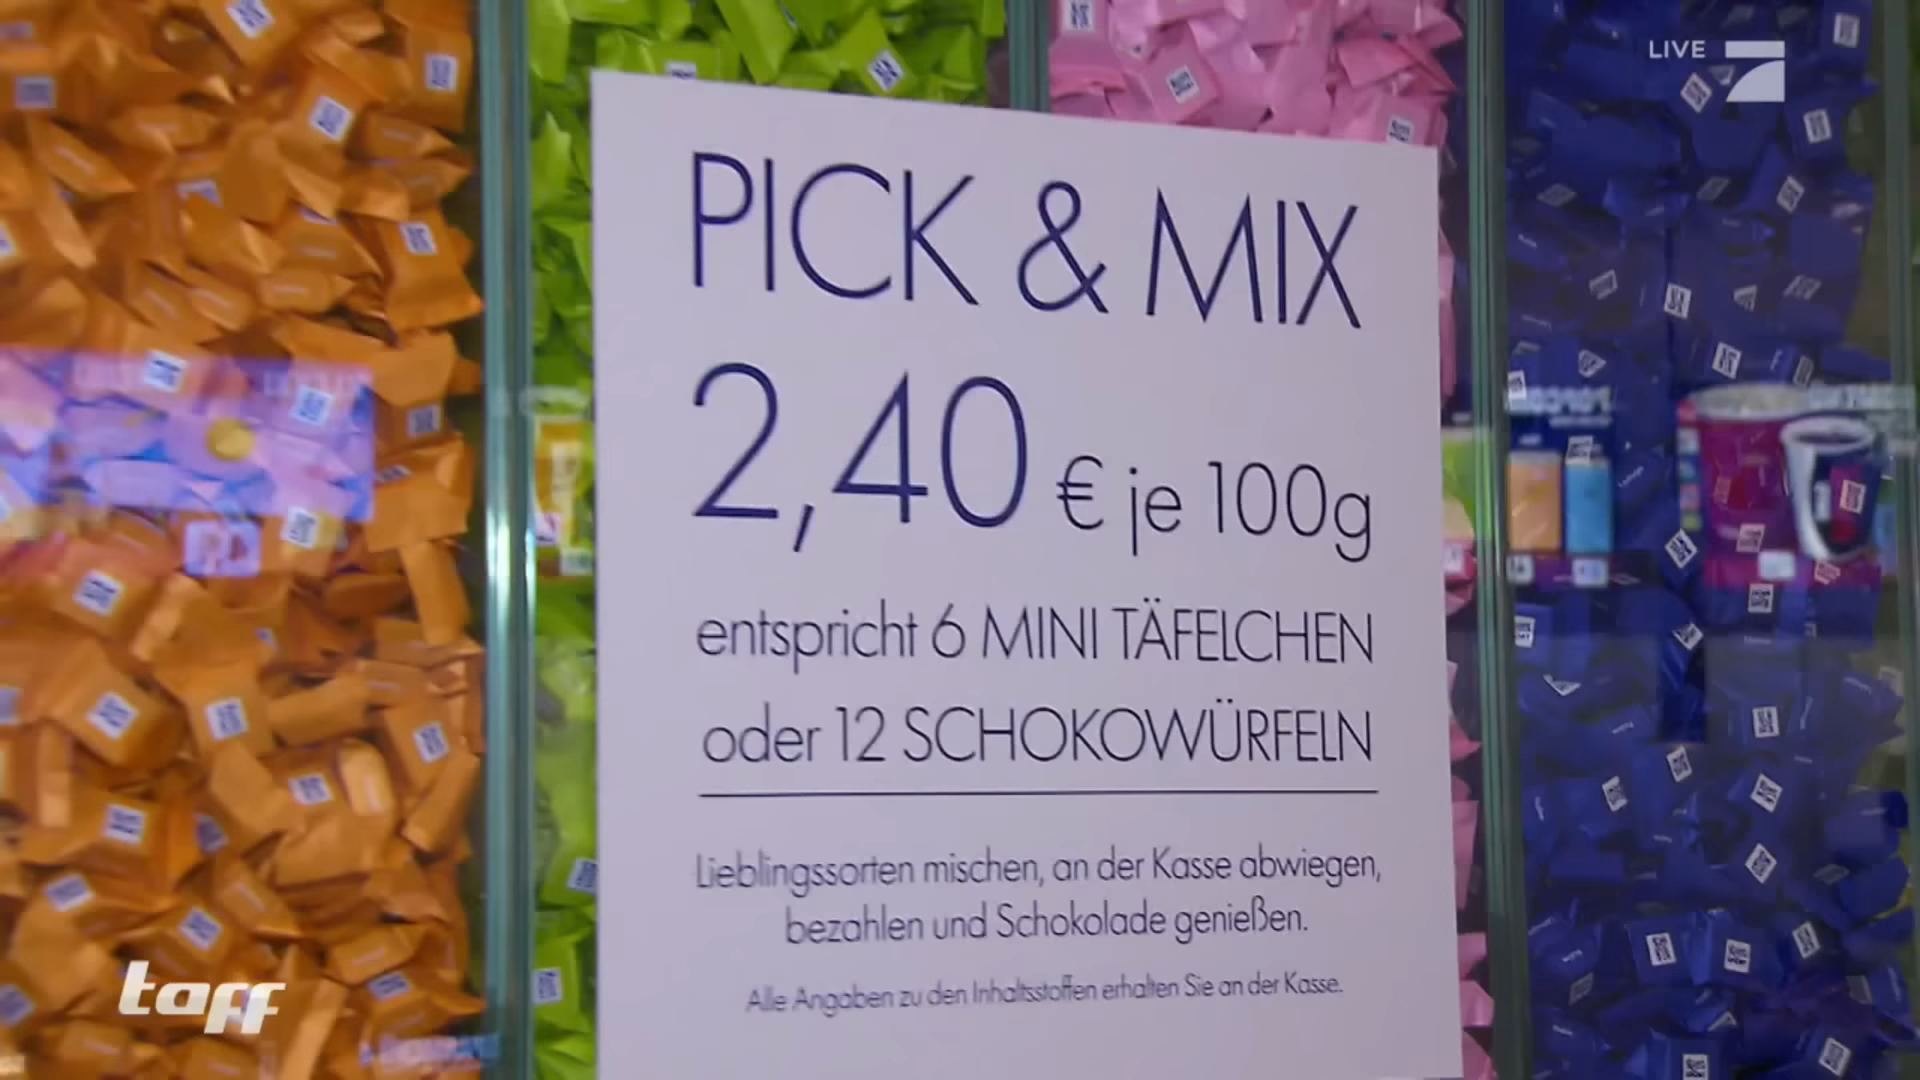 LIVE
PICK & MIX
2,40 € je 100g
entspricht 6 MINI TÄFELCHEN
oder 12 SCHOKOWÜRFELN
Lieblingssorten mischen, an der Kasse abwiegen,
bezahlen und Schokolade genießen.
Alle Angaben zu den Inhaltsstoffen erhalten Sie an der Kasse.
taff